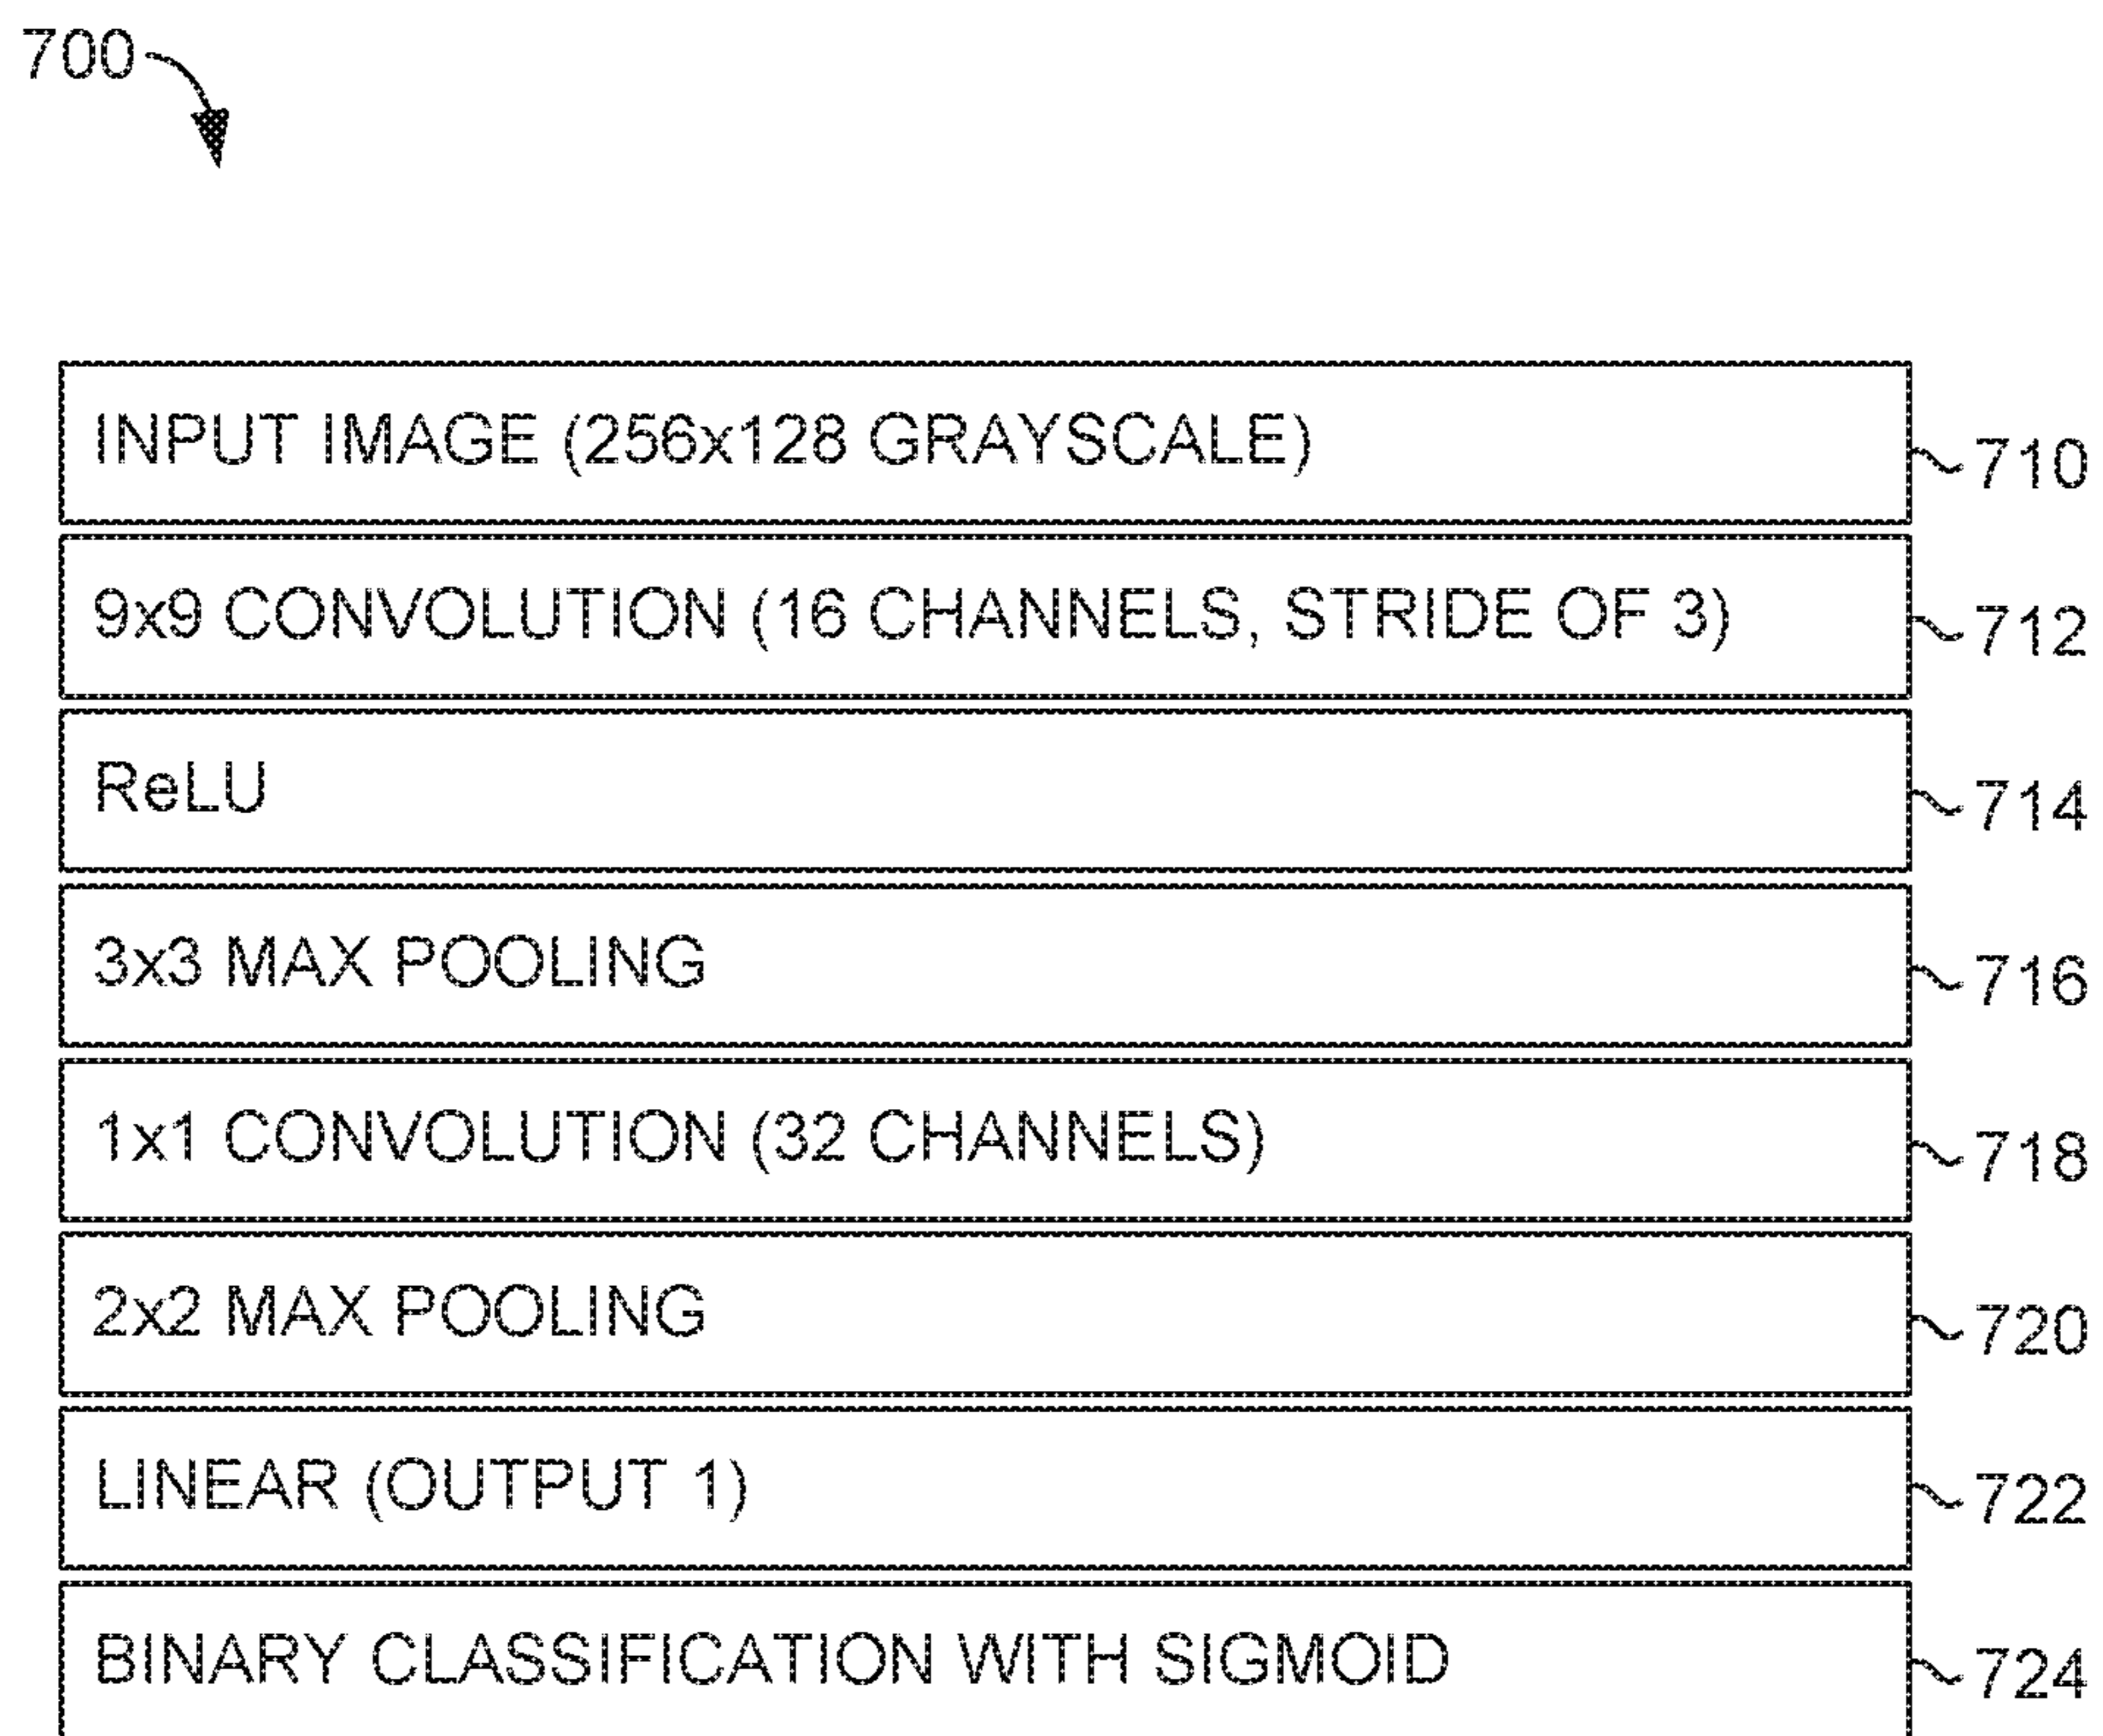 700
INPUT IMAGE (256x128 GRAYSCALE) 710
9x9 CONVOLUTION (16 CHANNELS, STRIDE OF 3) 712
ReLU 714
3x3 MAX POOLING 716
1x1 CONVOLUTION (32 CHANNELS) 718
2x2 MAX POOLING 720
LINEAR (OUTPUT 1) 722
BINARY CLASSIFICATION WITH SIGMOID 724